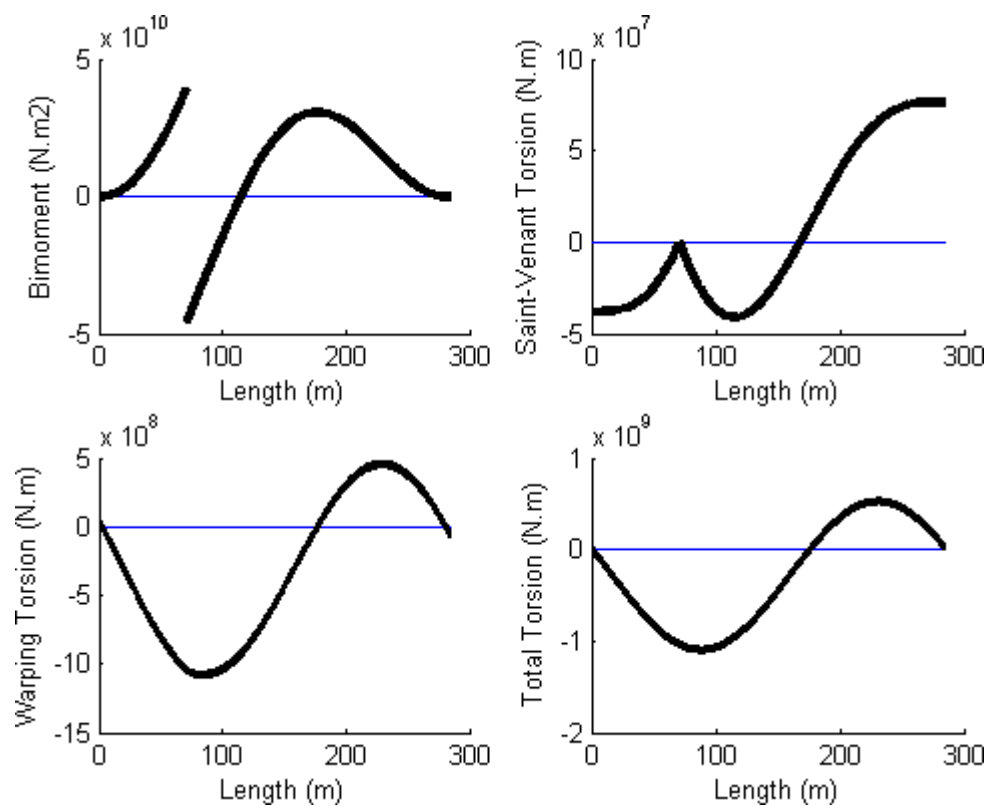 x 10^10
5
0
-5
Bimoment (N.m2)
0 100 200 300
Length (m)
x 10^7
10
5
0
-5
Saint-Venant Torsion (N.m)
0 100 200 300
Length (m)
x 10^8
5
0
-5
-10
-15
Warping Torsion (N.m)
0 100 200 300
Length (m)
x 10^9
1
0
-1
-2
Total Torsion (N.m)
0 100 200 300
Length (m)